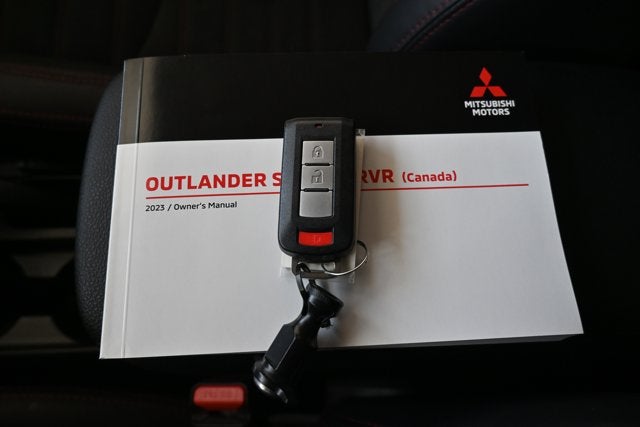 MITSUBISHI
MOTORS
OUTLANDER S RVR (Canada)
2023 / Owner's Manual